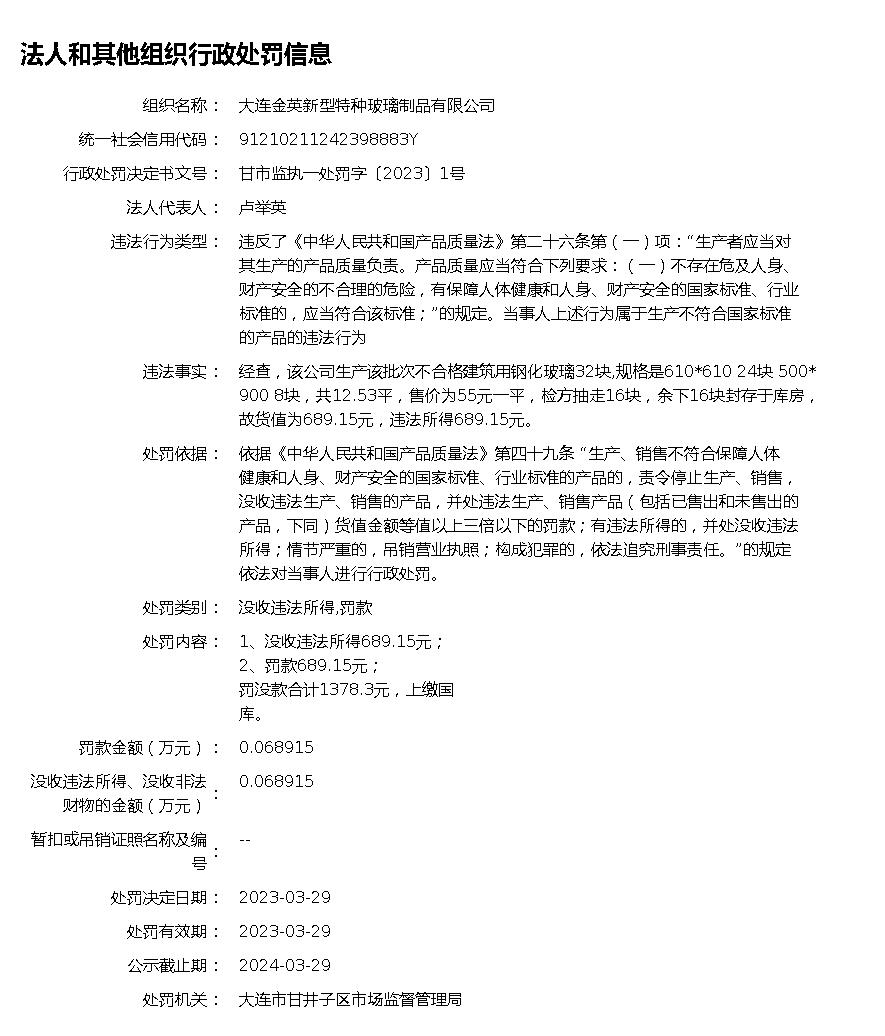 法人和其他组织行政处罚信息
组织名称： 大连金英新型特种玻璃制品有限公司
统一社会信用代码： 91210211242398883Y
行政处罚决定书文号： 甘市监执一处罚字〔2023〕1号
法人代表人： 卢举英
违法行为类型： 违反了《中华人民共和国产品质量法》第二十六条第（一）项：“生产者应当对
其生产的产品质量负责。产品质量应当符合下列要求：（一）不存在危及人身、
财产安全的不合理的危险，有保障人体健康和人身、财产安全的国家标准、行业
标准的，应当符合该标准；”的规定。当事人上述行为属于生产不符合国家标准
的产品的违法行为
违法事实： 经查，该公司生产该批次不合格建筑用钢化玻璃32块,规格是610*610 24块 500*
900 8块，共12.53平，售价为55元一平，检方抽走16块，余下16块封存于库房，
故货值为689.15元，违法所得689.15元。
处罚依据： 依据《中华人民共和国产品质量法》第四十九条 “生产、销售不符合保障人体
健康和人身、财产安全的国家标准、行业标准的产品的，责令停止生产、销售，
没收违法生产、销售的产品，并处违法生产、销售产品（包括已售出和未售出的
产品，下同）货值金额等值以上三倍以下的罚款；有违法所得的，并处没收违法
所得；情节严重的，吊销营业执照；构成犯罪的，依法追究刑事责任。”的规定
依法对当事人进行行政处罚。
处罚类别： 没收违法所得,罚款
处罚内容： 1、没收违法所得689.15元；
2、罚款689.15元；
罚没款合计1378.3元，上缴国
库。
罚款金额（万元）： 0.068915
没收违法所得、没收非法
财物的金额（万元）： 0.068915
暂扣或吊销证照名称及编
号： --
处罚决定日期： 2023-03-29
处罚有效期： 2023-03-29
公示截止期： 2024-03-29
处罚机关： 大连市甘井子区市场监督管理局